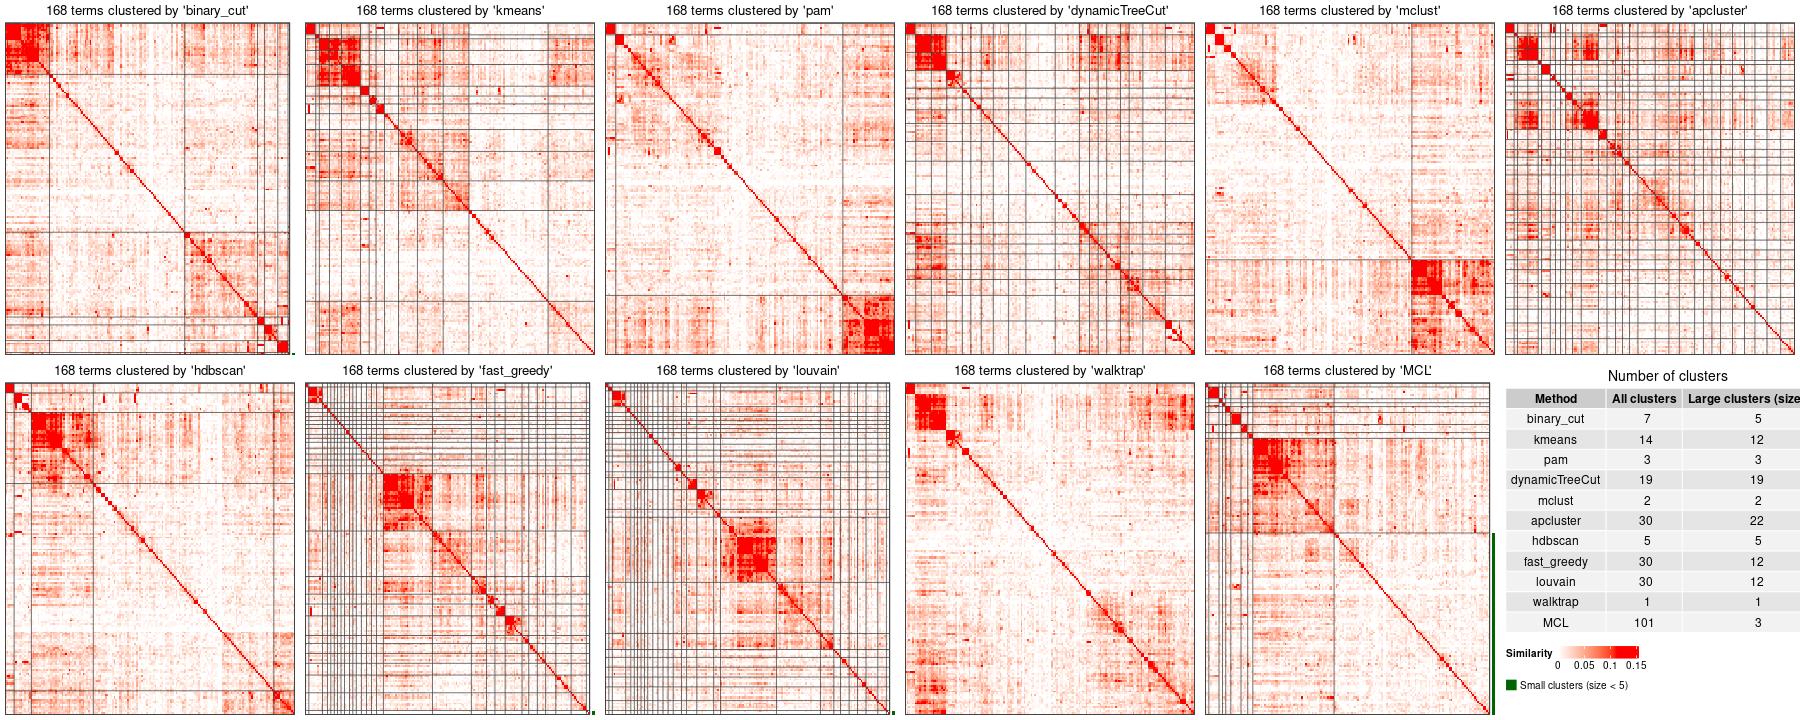 168 terms clustered by 'binary_cut'
168 terms clustered by 'kmeans'
168 terms clustered by 'pam'
168 terms clustered by 'dynamicTreeCut'
168 terms clustered by 'mclust'
168 terms clustered by 'apcluster'
168 terms clustered by 'hdbscan'
168 terms clustered by 'fast_greedy'
168 terms clustered by 'louvain'
168 terms clustered by 'walktrap'
168 terms clustered by 'MCL'
Number of clusters
Method All clusters Large clusters (size
binary_cut 7 5
kmeans 14 12
pam 3 3
dynamicTreeCut 19 19
mclust 2 2
apcluster 30 22
hdbscan 5 5
fast_greedy 30 12
louvain 30 12
walktrap 1 1
MCL 101 3
Similarity
0 0.05 0.1 0.15
Small clusters (size < 5)